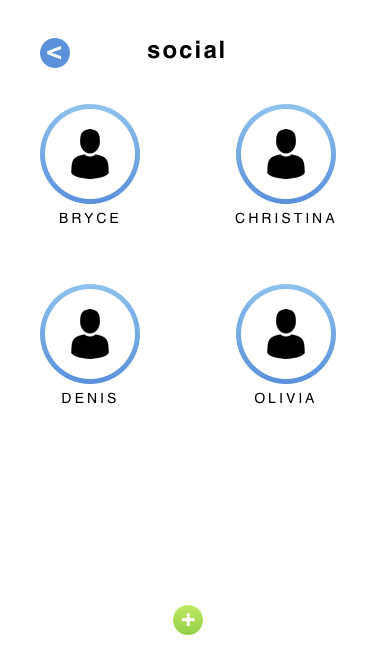 <
social
BRYCE
CHRISTINA
DENIS
OLIVIA
+